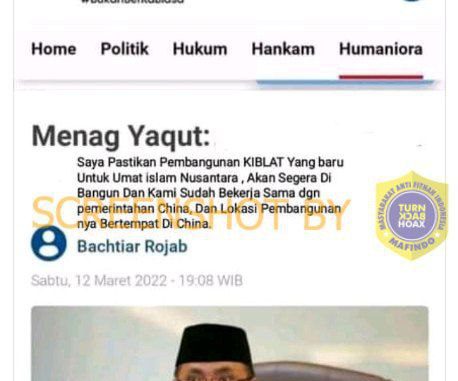 Home Politik Hukum Hankam Humaniora
Menag Yaqut:
Saya Pastikan Pembangunan KIBLAT Yang baru
Untuk Umat islam Nusantara , Akan Segera Di
Bangun Dan Kami Sudah Bekerja Sama dgn
pemerintahan China, Dan Lokasi Pembangunan
nya Bertempat Di China.
SCREENSHOT BY
MASYARAKAT ANTI FITNAH INDONESIA
TURN
BACK
HOAX
MAFINDO
Bachtiar Rojab
Sabtu, 12 Maret 2022 - 19:08 WIB